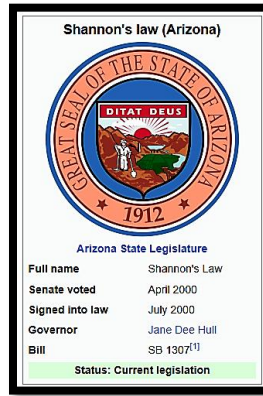 Shannon's law (Arizona)
GREAT SEAL OF THE STATE OF ARIZONA
DITAT DEUS
1912
Arizona State Legislature
Full name Shannon's Law
Senate voted April 2000
Signed into law July 2000
Governor Jane Dee Hull
Bill SB 1307[1]
Status: Current legislation